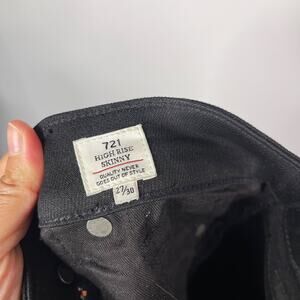 721
HIGH RISE
SKINNY
QUALITY NEVER
GOES OUT OF STYLE
27/30